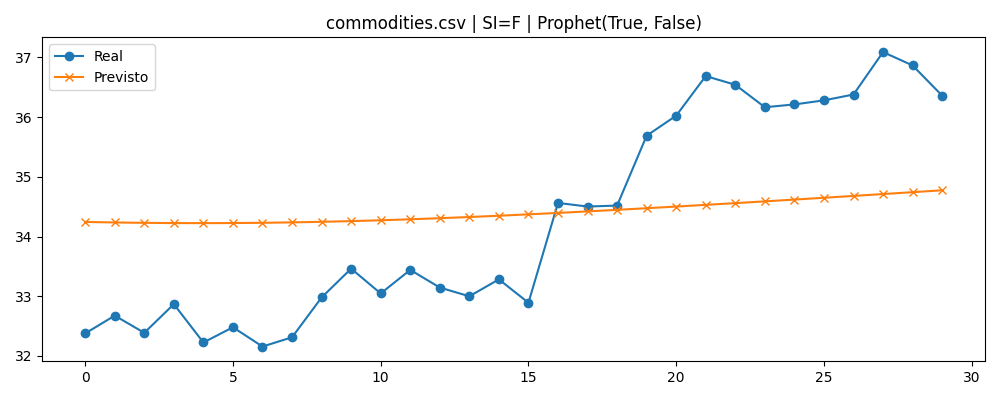 commodities.csv | SI=F | Prophet(True, False)
Real
Previsto
37
36
35
34
33
32
0 5 10 15 20 25 30